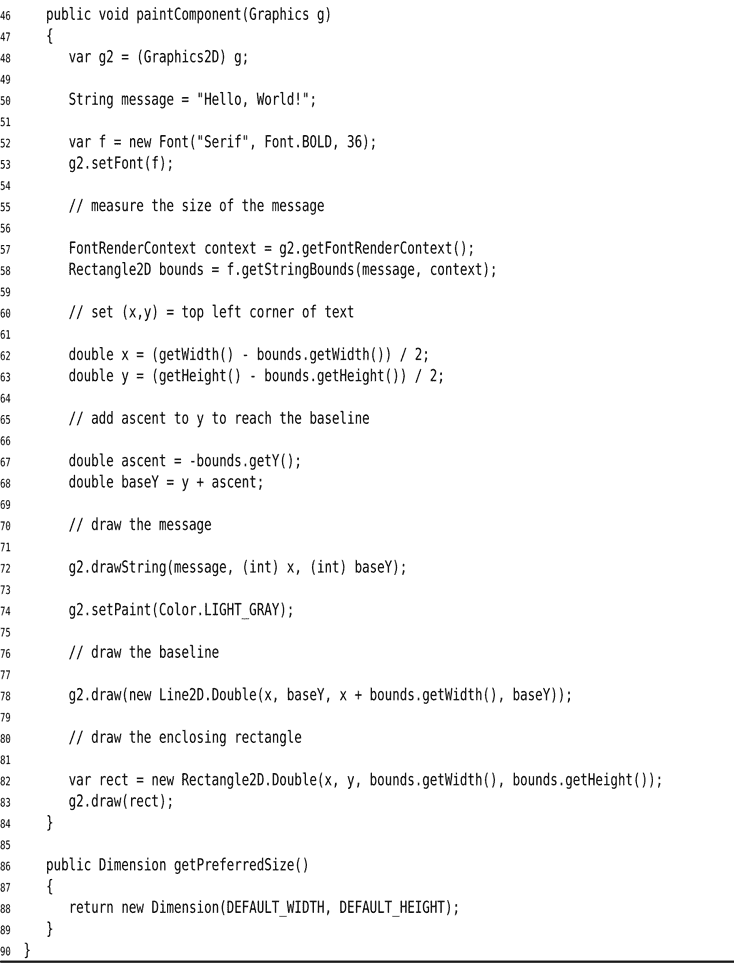 46 public void paintComponent(Graphics g)
47 {
48 var g2 = (Graphics2D) g;
49
50 String message = "Hello, World!";
51
52 var f = new Font("Serif", Font.BOLD, 36);
53 g2.setFont(f);
54
55 // measure the size of the message
56
57 FontRenderContext context = g2.getFontRenderContext();
58 Rectangle2D bounds = f.getStringBounds(message, context);
59
60 // set (x,y) = top left corner of text
61
62 double x = (getWidth() - bounds.getWidth()) / 2;
63 double y = (getHeight() - bounds.getHeight()) / 2;
64
65 // add ascent to y to reach the baseline
66
67 double ascent = -bounds.getY();
68 double baseY = y + ascent;
69
70 // draw the message
71
72 g2.drawString(message, (int) x, (int) baseY);
73
74 g2.setPaint(Color.LIGHT_GRAY);
75
76 // draw the baseline
77
78 g2.draw(new Line2D.Double(x, baseY, x + bounds.getWidth(), baseY));
79
80 // draw the enclosing rectangle
81
82 var rect = new Rectangle2D.Double(x, y, bounds.getWidth(), bounds.getHeight());
83 g2.draw(rect);
84 }
85
86 public Dimension getPreferredSize()
87 {
88 return new Dimension(DEFAULT_WIDTH, DEFAULT_HEIGHT);
89 }
90 }